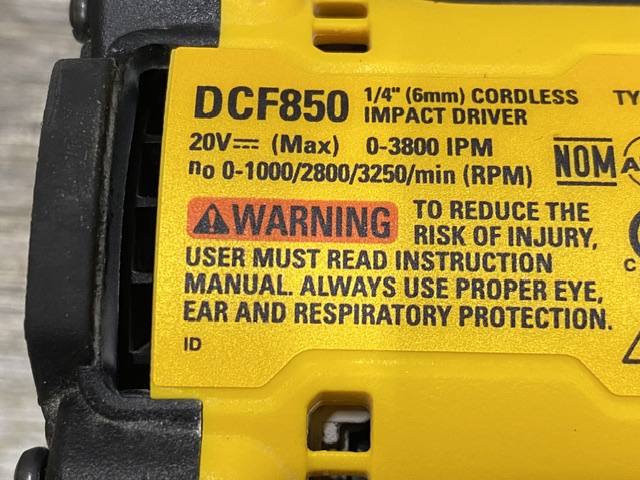 DCF850 1/4" (6mm) CORDLESS TY
IMPACT DRIVER
20V⎓ (Max) 0-3800 IPM
NOM
n₀ 0-1000/2800/3250/min (RPM)
⚠WARNING TO REDUCE THE
RISK OF INJURY,
USER MUST READ INSTRUCTION
MANUAL. ALWAYS USE PROPER EYE,
EAR AND RESPIRATORY PROTECTION.
ID